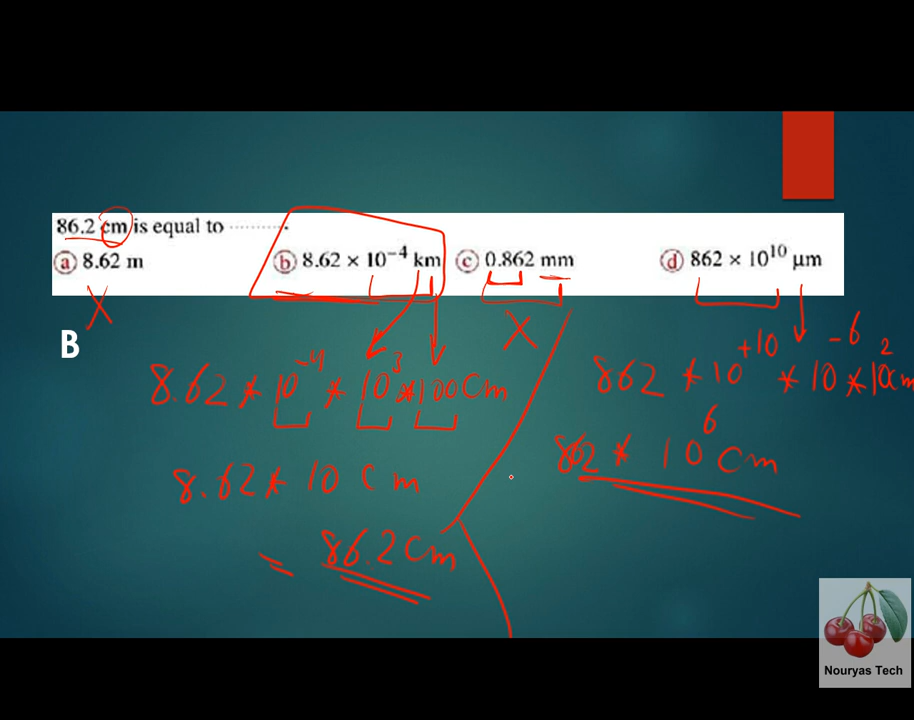 86.2 cm is equal to ..........
ⓐ 8.62 m ⓑ 8.62 × 10⁻⁴ km ⓒ 0.862 mm ⓓ 862 × 10¹⁰ μm
X X
B
8.62 * 10⁻⁴ * 10³ * 100 Cm
862 * 10⁺¹⁰ * 10⁻⁶ * 10² cm
8.62 * 10 Cm
862 * 10⁶ Cm
= 86.2 Cm
Nouryas Tech